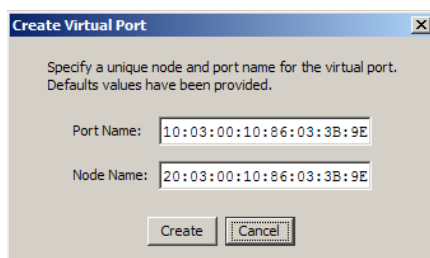 Create Virtual Port
Specify a unique node and port name for the virtual port.
Defaults values have been provided.
Port Name: 10:03:00:10:86:03:3B:9E
Node Name: 20:03:00:10:86:03:3B:9E
Create Cancel